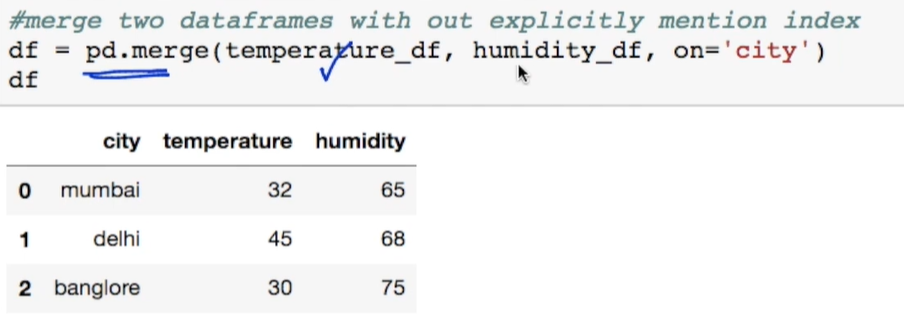 #merge two dataframes with out explicitly mention index
df = pd.merge(temperature_df, humidity_df, on='city')
df
city temperature humidity
0 mumbai 32 65
1 delhi 45 68
2 banglore 30 75